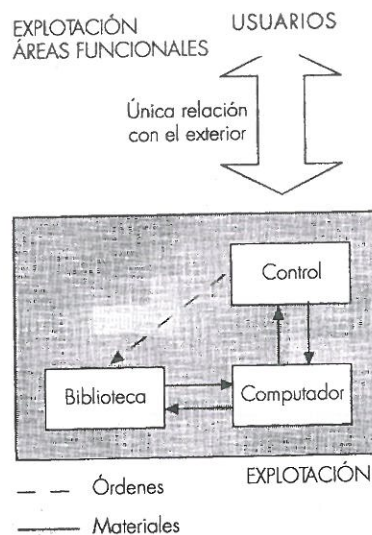 EXPLOTACIÓN
ÁREAS FUNCIONALES
USUARIOS
Única relación
con el exterior
Control
Biblioteca
Computador
EXPLOTACIÓN
Órdenes
Materiales